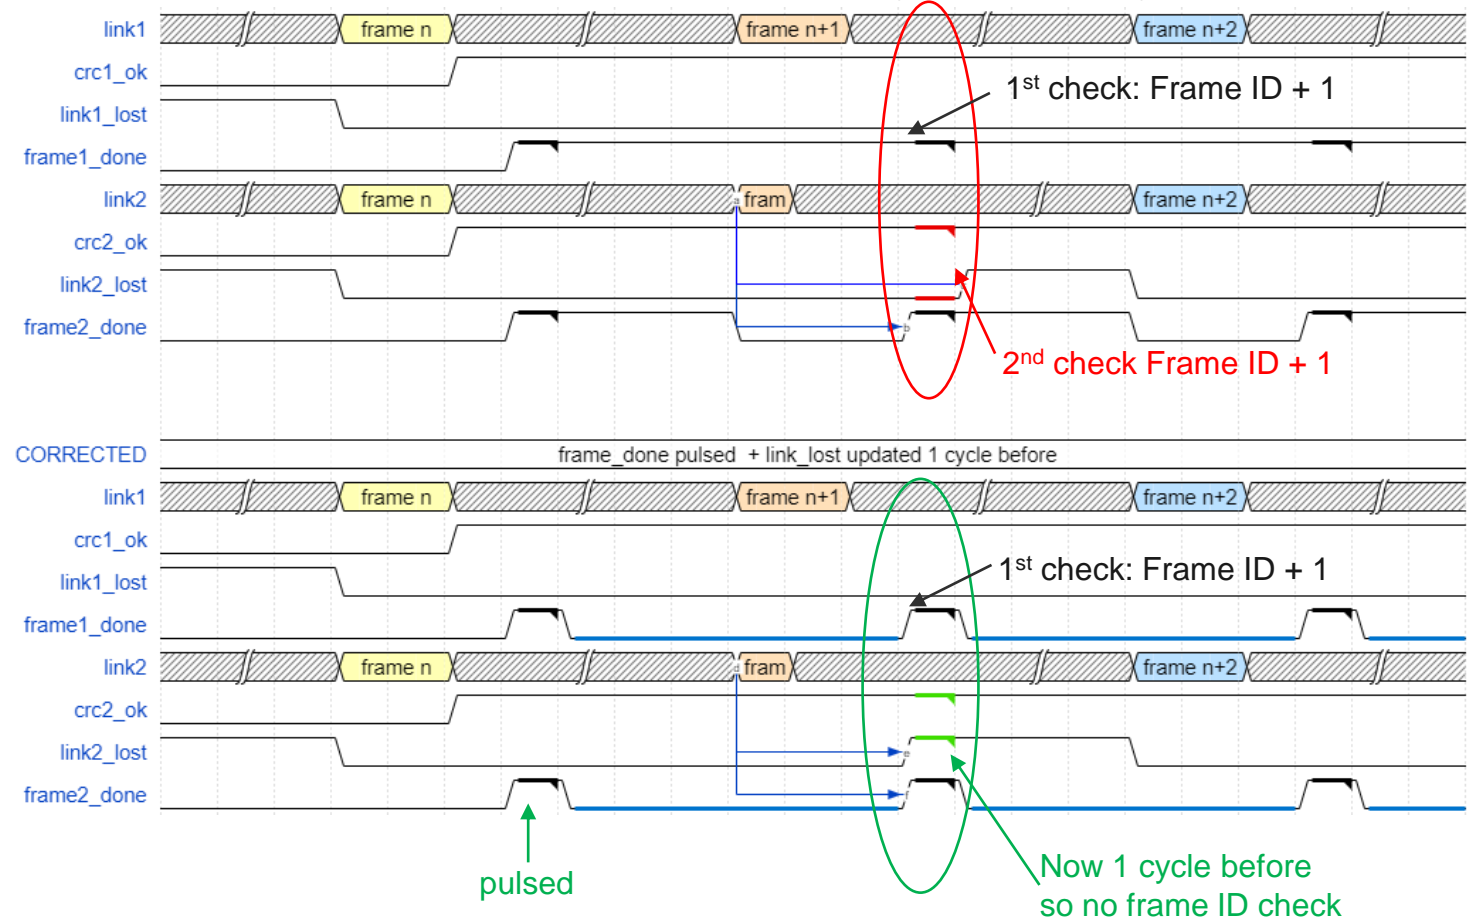 link1 frame n frame n+1 frame n+2
crc1_ok
1st check: Frame ID + 1
link1_lost
frame1_done
link2 frame n a fram frame n+2
crc2_ok
link2_lost
frame2_done b
2nd check Frame ID + 1
CORRECTED frame_done pulsed + link_lost updated 1 cycle before
link1 frame n frame n+1 frame n+2
crc1_ok
1st check: Frame ID + 1
link1_lost
frame1_done
link2 frame n d fram frame n+2
crc2_ok
link2_lost e
frame2_done f
pulsed
Now 1 cycle before
so no frame ID check